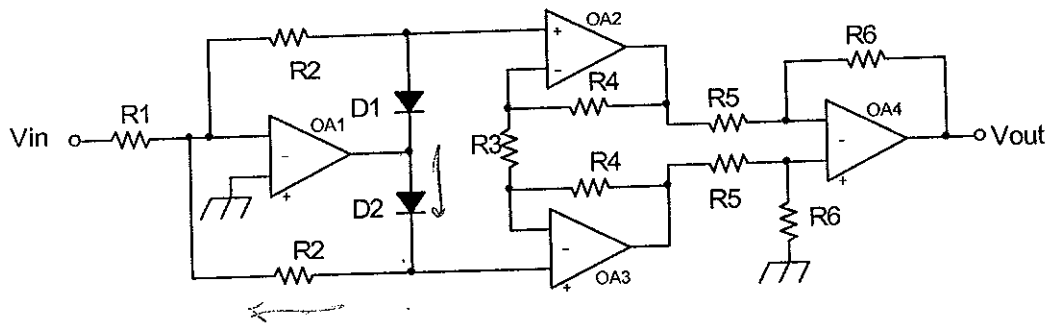 OA2
R2
R6
R4
R5
D1
R1
OA1
OA4
Vin
R3
Vout
-
+
R4
R5
D2
R6
R2
OA3
+
-
-
+
-
+
-
+